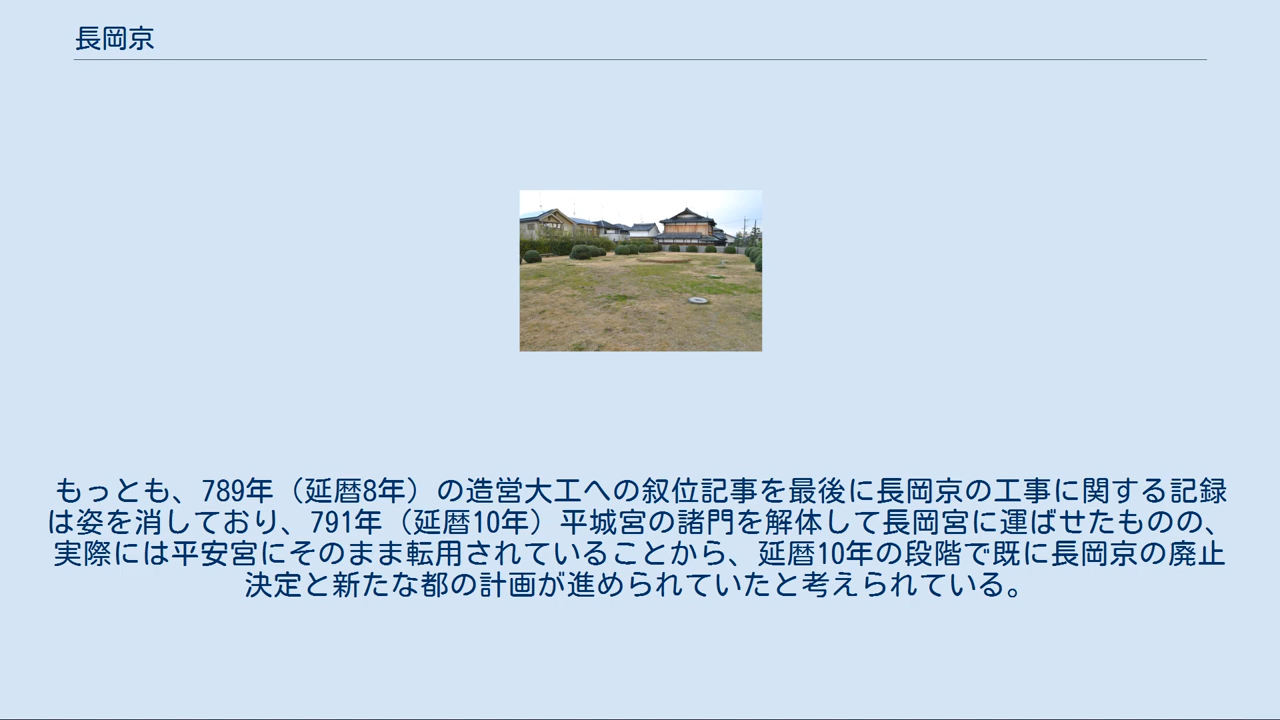 長岡京
もっとも、789年（延暦8年）の造営大工への叙位記事を最後に長岡京の工事に関する記録
は姿を消しており、791年（延暦10年）平城宮の諸門を解体して長岡宮に運ばせたものの、
実際には平安宮にそのまま転用されていることから、延暦10年の段階で既に長岡京の廃止
決定と新たな都の計画が進められていたと考えられている。